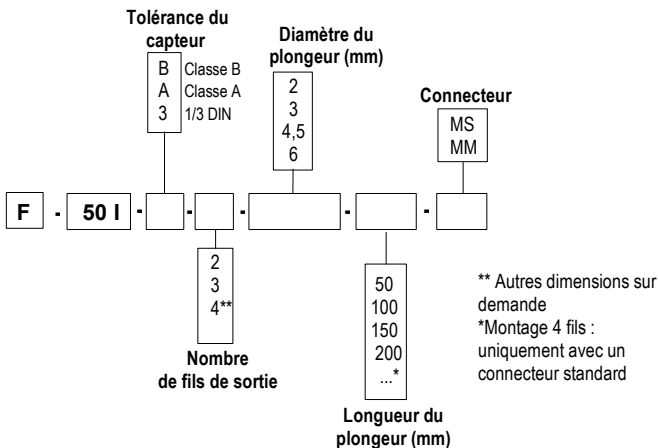 Tolérance du
capteur
B Classe B
A Classe A
3 1/3 DIN
Diamètre du
plongeur (mm)
2
3
4,5
6
Connecteur
MS
MM
F - 50 I - - - - -
2
3
4**
Nombre
de fils de sortie
50
100
150
200
...*
Longueur du
plongeur (mm)
** Autres dimensions sur
demande
*Montage 4 fils :
uniquement avec un
connecteur standard